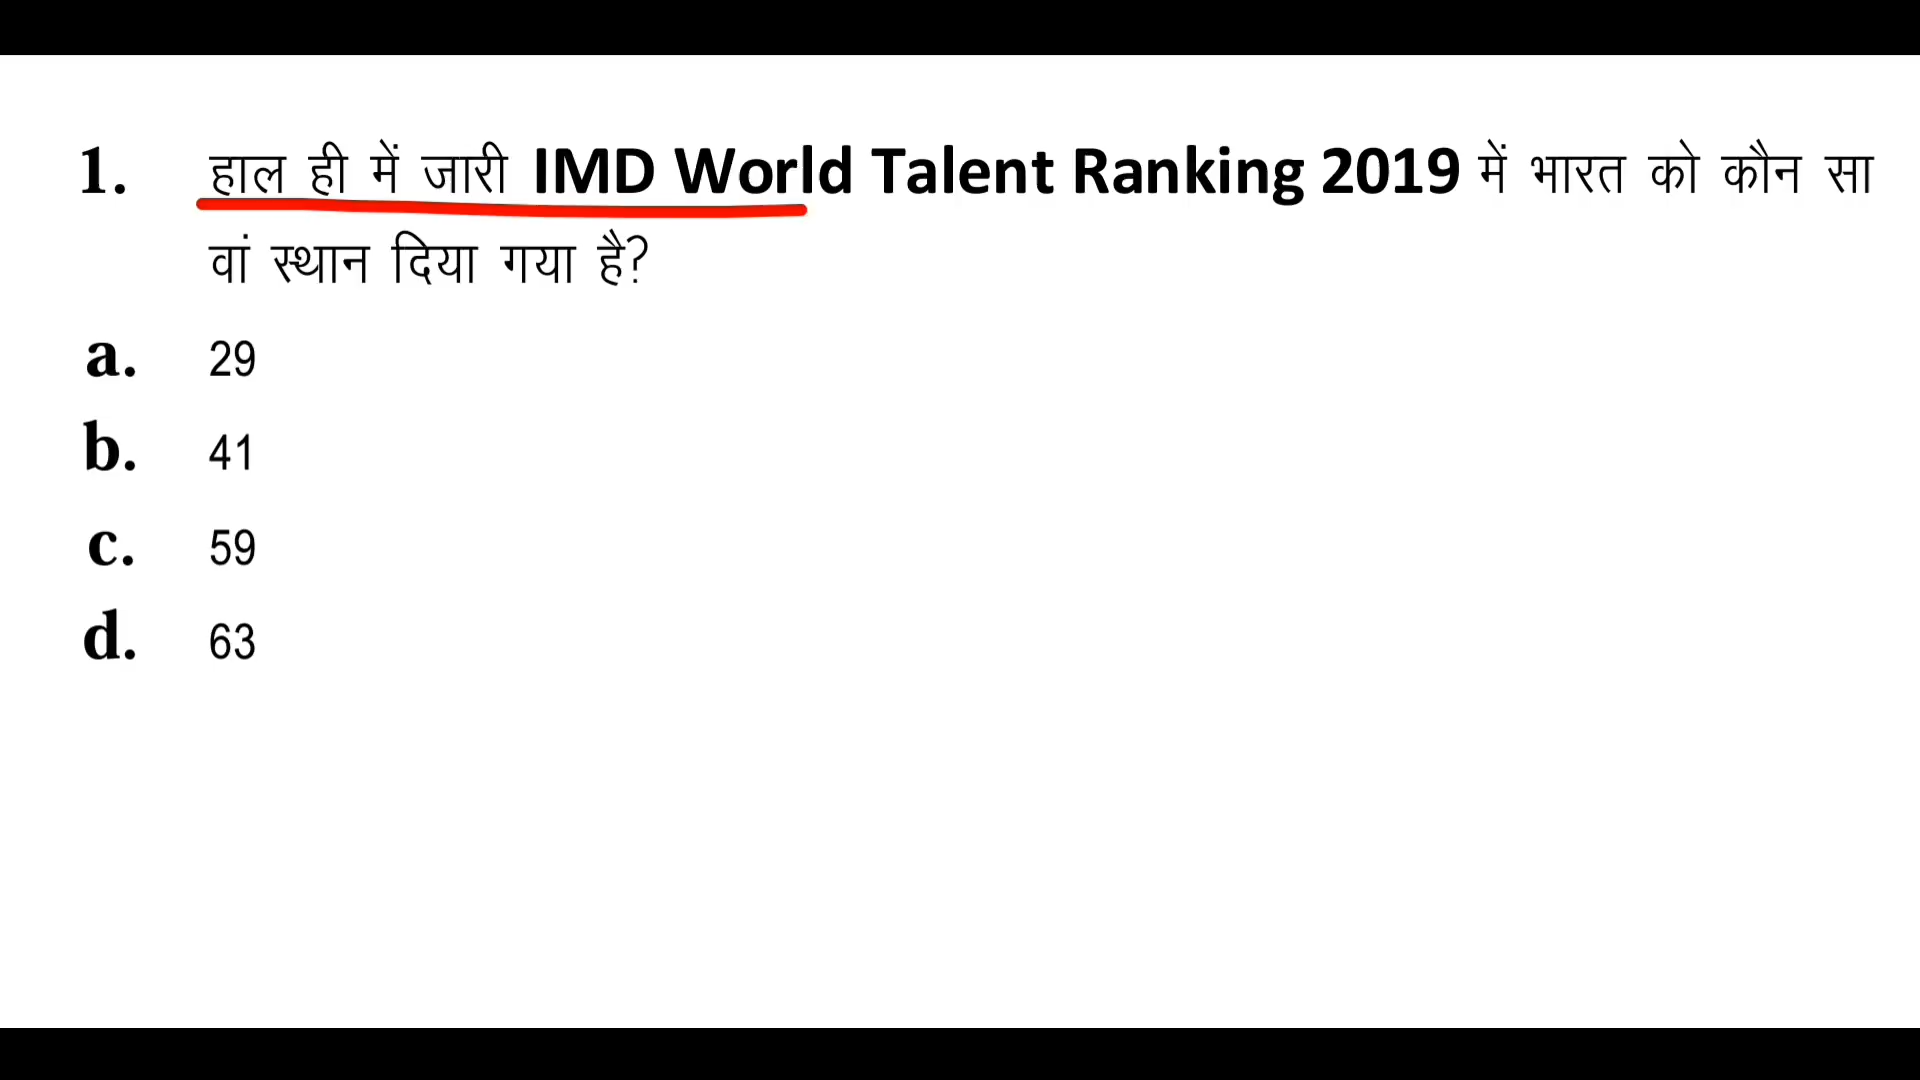 1. हाल ही में जारी IMD World Talent Ranking 2019 में भारत को कौन सा
वां स्थान दिया गया है?
a. 29
b. 41
c. 59
d. 63